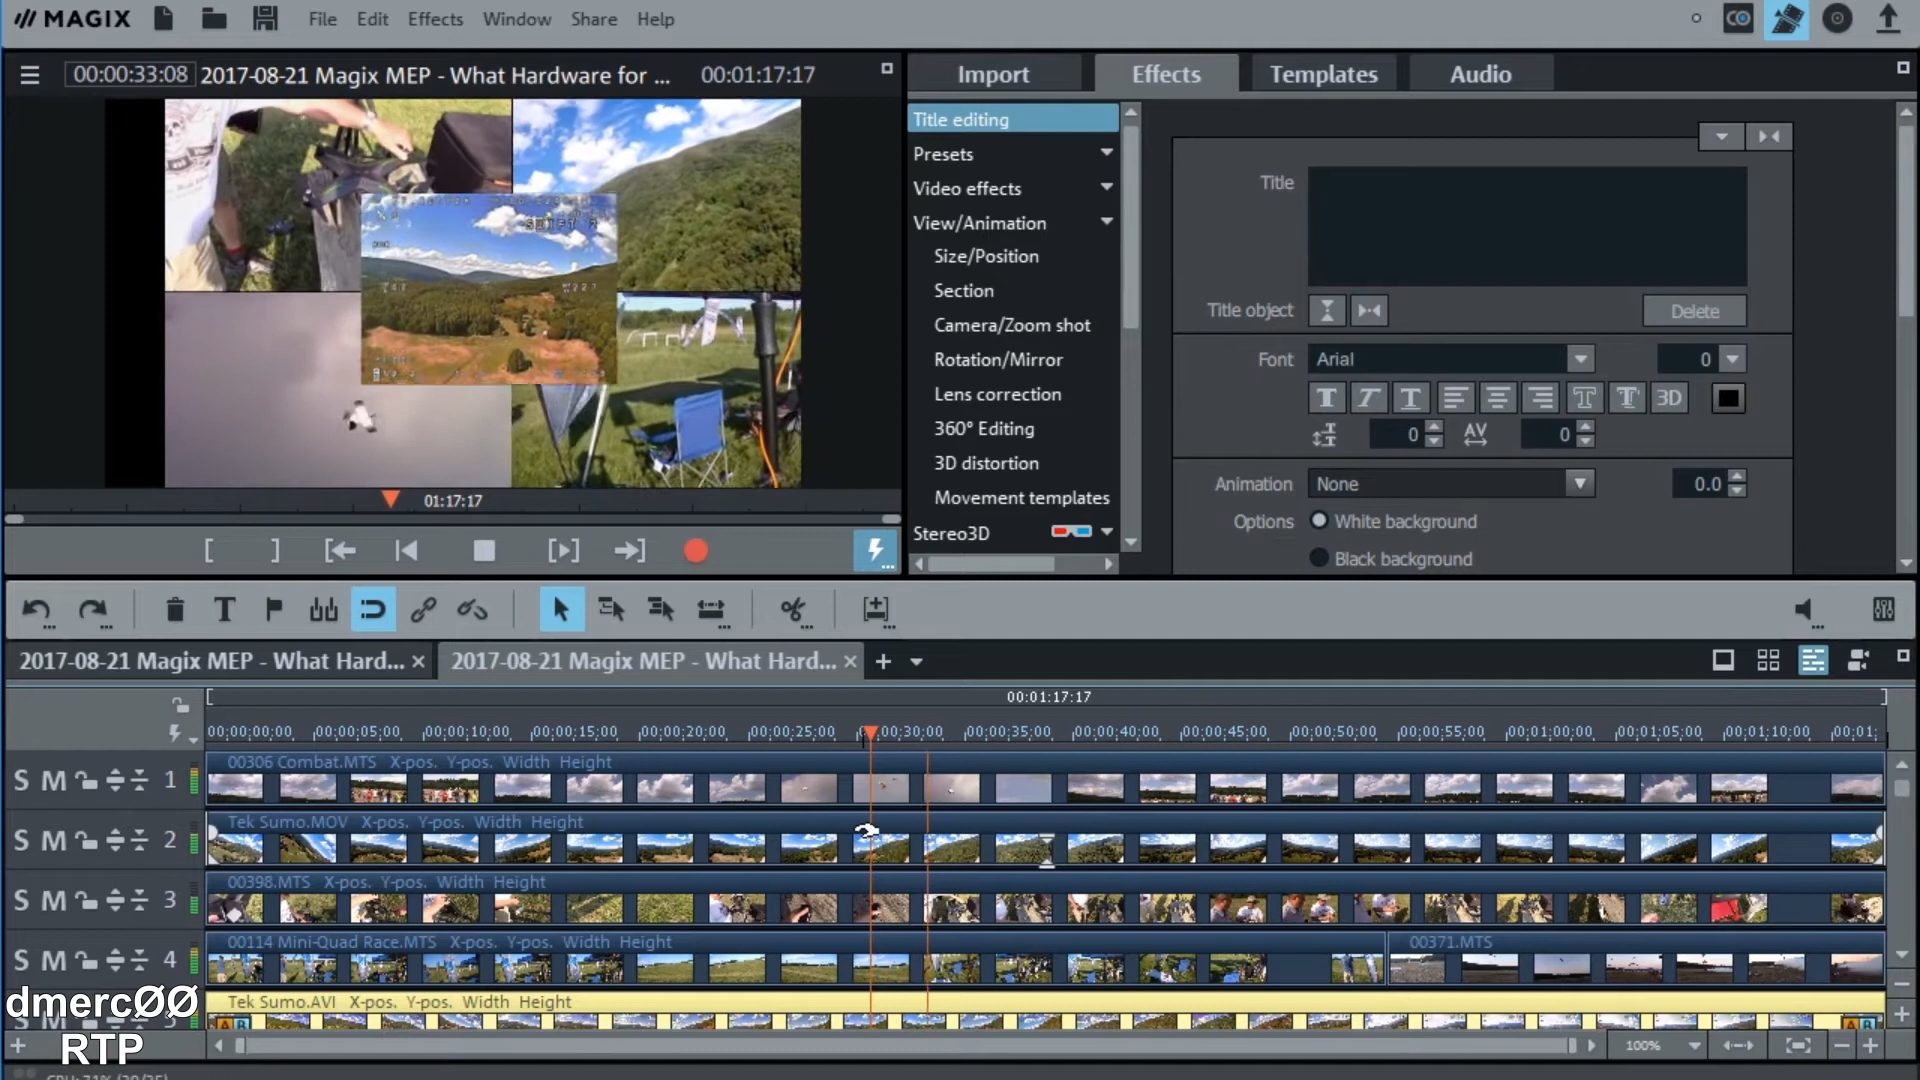 MAGIX File Edit Effects Window Share Help
00:00:33:08 2017-08-21 Magix MEP - What Hardware for ... 00:01:17:17
Import Effects Templates Audio
SWIFT 2
01:17:17
Title editing
Presets
Video effects
View/Animation
Size/Position
Section
Camera/Zoom shot
Rotation/Mirror
Lens correction
360° Editing
3D distortion
Movement templates
Stereo3D
Title
Title object Delete
Font Arial 0
T T T T T 3D
0 AV 0
Animation None 0.0
Options White background
Black background
2017-08-21 Magix MEP - What Hard... × 2017-08-21 Magix MEP - What Hard... × +
00:01:17:17
00:00:00;00 00:00:05;00 00:00:10;00 00:00:15;00 00:00:20;00 00:00:25;00 00:00:30;00 00:00:35;00 00:00:40;00 00:00:45;00 00:00:50;00 00:00:55;00 00:01:00;00 00:01:05;00 00:01:10;00 00:01:
00306 Combat.MTS X-pos. Y-pos. Width Height
S M 1
Tek Sumo.MOV X-pos. Y-pos. Width Height
S M 2
00398.MTS X-pos. Y-pos. Width Height
S M 3
00114 Mini-Quad Race.MTS X-pos. Y-pos. Width Height 00371.MTS
S M 4
Tek Sumo.AVI X-pos. Y-pos. Width Height
A B A B
dmercØØ
RTP
100%